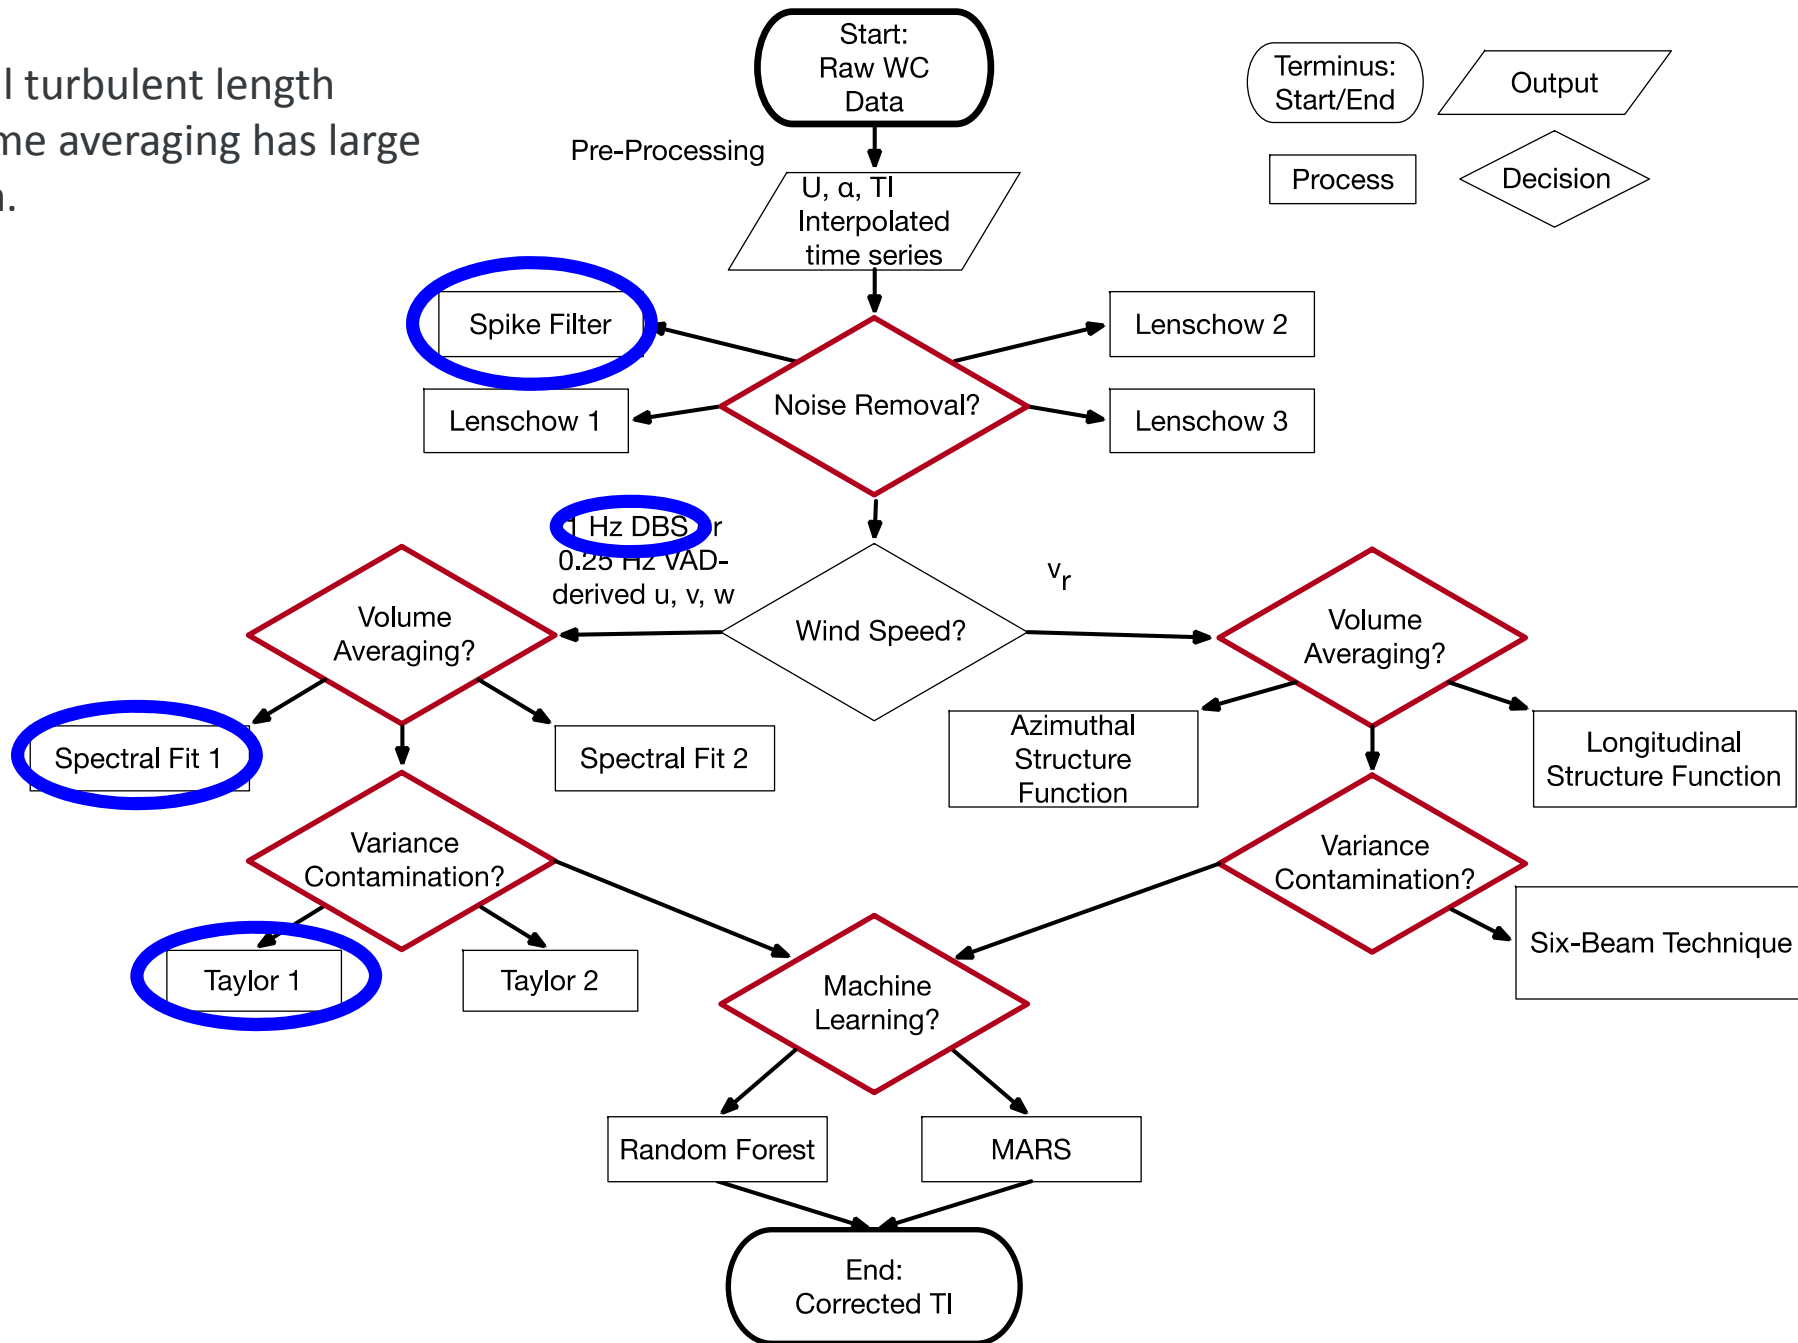 l turbulent length
me averaging has large
.
Start:
Raw WC
Data
Terminus:
Start/End
Output
Process
Decision
Pre-Processing
U, α, TI
Interpolated
time series
Spike Filter
Lenschow 2
Noise Removal?
Lenschow 1
Lenschow 3
1 Hz DBS r
0.25 Hz VAD-
derived u, v, w
vr
Wind Speed?
Volume
Averaging?
Volume
Averaging?
Spectral Fit 1
Spectral Fit 2
Azimuthal
Structure
Function
Longitudinal
Structure Function
Variance
Contamination?
Variance
Contamination?
Taylor 1
Taylor 2
Six-Beam Technique
Machine
Learning?
Random Forest
MARS
End:
Corrected TI